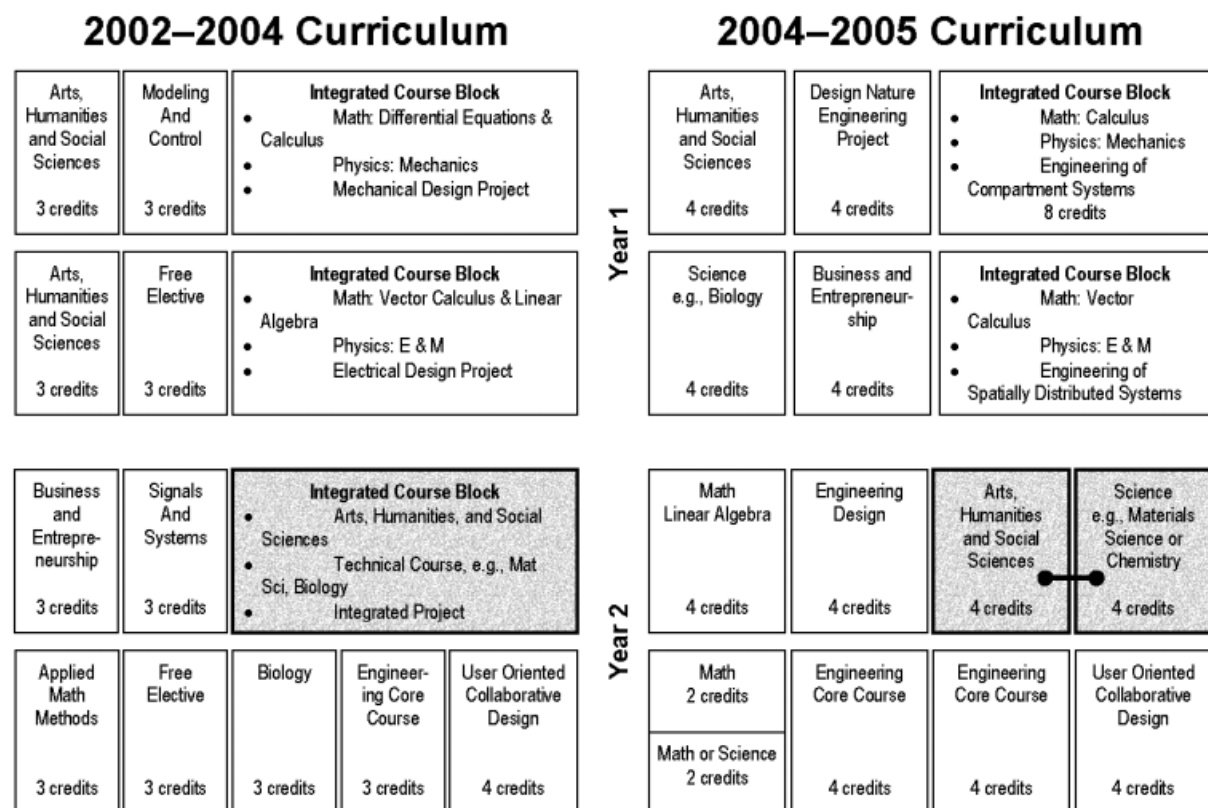 2002–2004 Curriculum
Arts,
Humanities
and Social
Sciences
3 credits
Modeling
And
Control
3 credits
Integrated Course Block
• Math: Differential Equations &
Calculus
• Physics: Mechanics
• Mechanical Design Project
Arts,
Humanities
and Social
Sciences
3 credits
Free
Elective
3 credits
Integrated Course Block
• Math: Vector Calculus & Linear
Algebra
• Physics: E & M
• Electrical Design Project
Business
and
Entrepre-
neurship
3 credits
Signals
And
Systems
3 credits
Integrated Course Block
• Arts, Humanities, and Social
Sciences
• Technical Course, e.g., Mat
Sci, Biology
• Integrated Project
Applied
Math
Methods
3 credits
Free
Elective
3 credits
Biology
3 credits
Engineer-
ing Core
Course
3 credits
User Oriented
Collaborative
Design
4 credits
Year 1
Year 2
2004–2005 Curriculum
Arts,
Humanities
and Social
Sciences
4 credits
Design Nature
Engineering
Project
4 credits
Integrated Course Block
• Math: Calculus
• Physics: Mechanics
• Engineering of
Compartment Systems
8 credits
Science
e.g., Biology
4 credits
Business and
Entrepreneur-
ship
4 credits
Integrated Course Block
• Math: Vector
Calculus
• Physics: E & M
• Engineering of
Spatially Distributed Systems
Math
Linear Algebra
4 credits
Engineering
Design
4 credits
Arts,
Humanities
and Social
Sciences
4 credits
Science
e.g., Materials
Science or
Chemistry
4 credits
Math
2 credits
Math or Science
2 credits
Engineering
Core Course
4 credits
Engineering
Core Course
4 credits
User Oriented
Collaborative
Design
4 credits